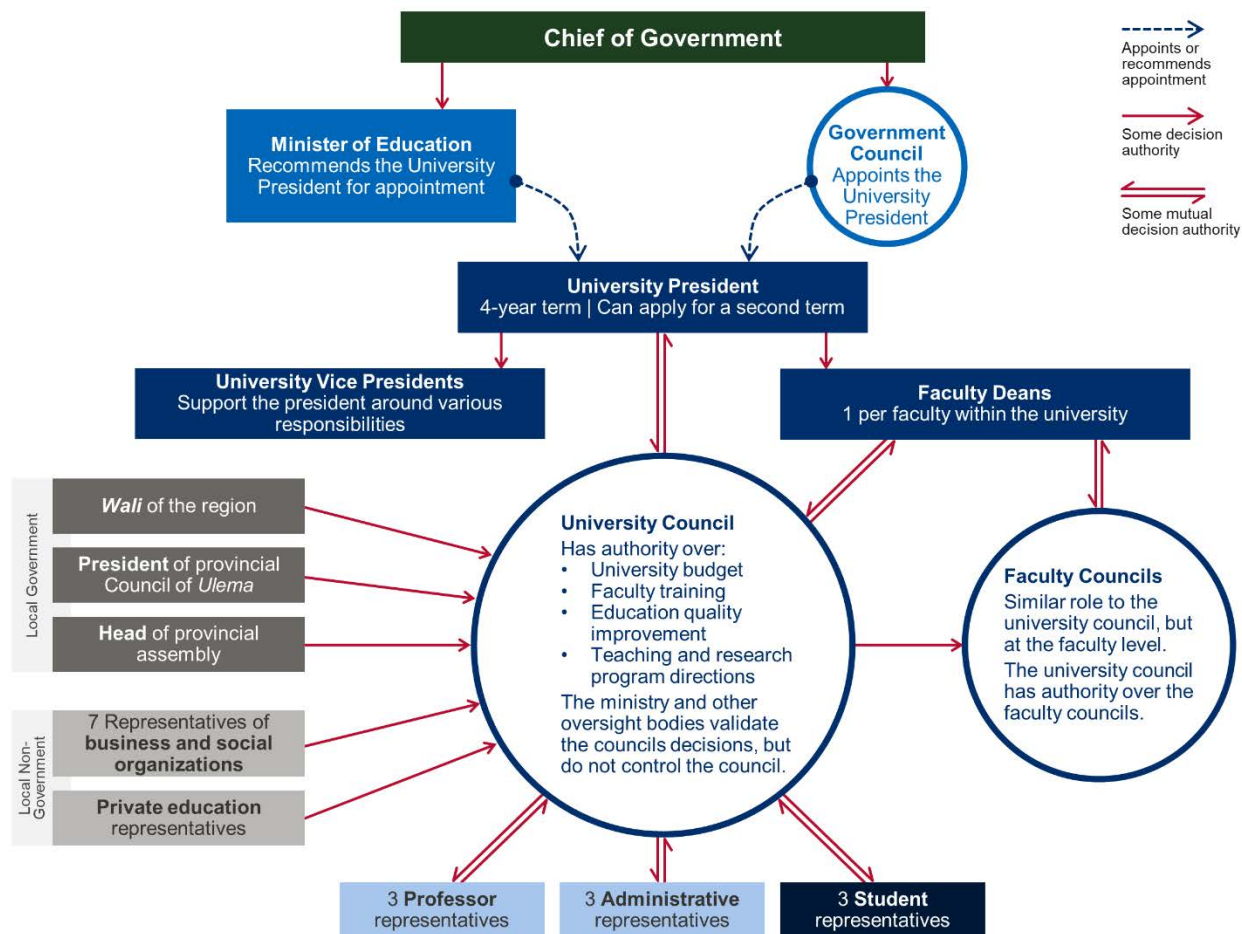 Chief of Government
Appoints or
recommends
appointment
Some decision
authority
Some mutual
decision authority
Minister of Education
Recommends the University
President for appointment
Government
Council
Appoints the
University
President
University President
4-year term | Can apply for a second term
University Vice Presidents
Support the president around various
responsibilities
Faculty Deans
1 per faculty within the university
Local Government
Wali of the region
President of provincial
Council of Ulema
Head of provincial
assembly
Local Non-
Government
7 Representatives of
business and social
organizations
Private education
representatives
University Council
Has authority over:
• University budget
• Faculty training
• Education quality
improvement
• Teaching and research
program directions
The ministry and other
oversight bodies validate
the councils decisions, but
do not control the council.
Faculty Councils
Similar role to the
university council, but
at the faculty level.
The university council
has authority over the
faculty councils.
3 Professor
representatives
3 Administrative
representatives
3 Student
representatives